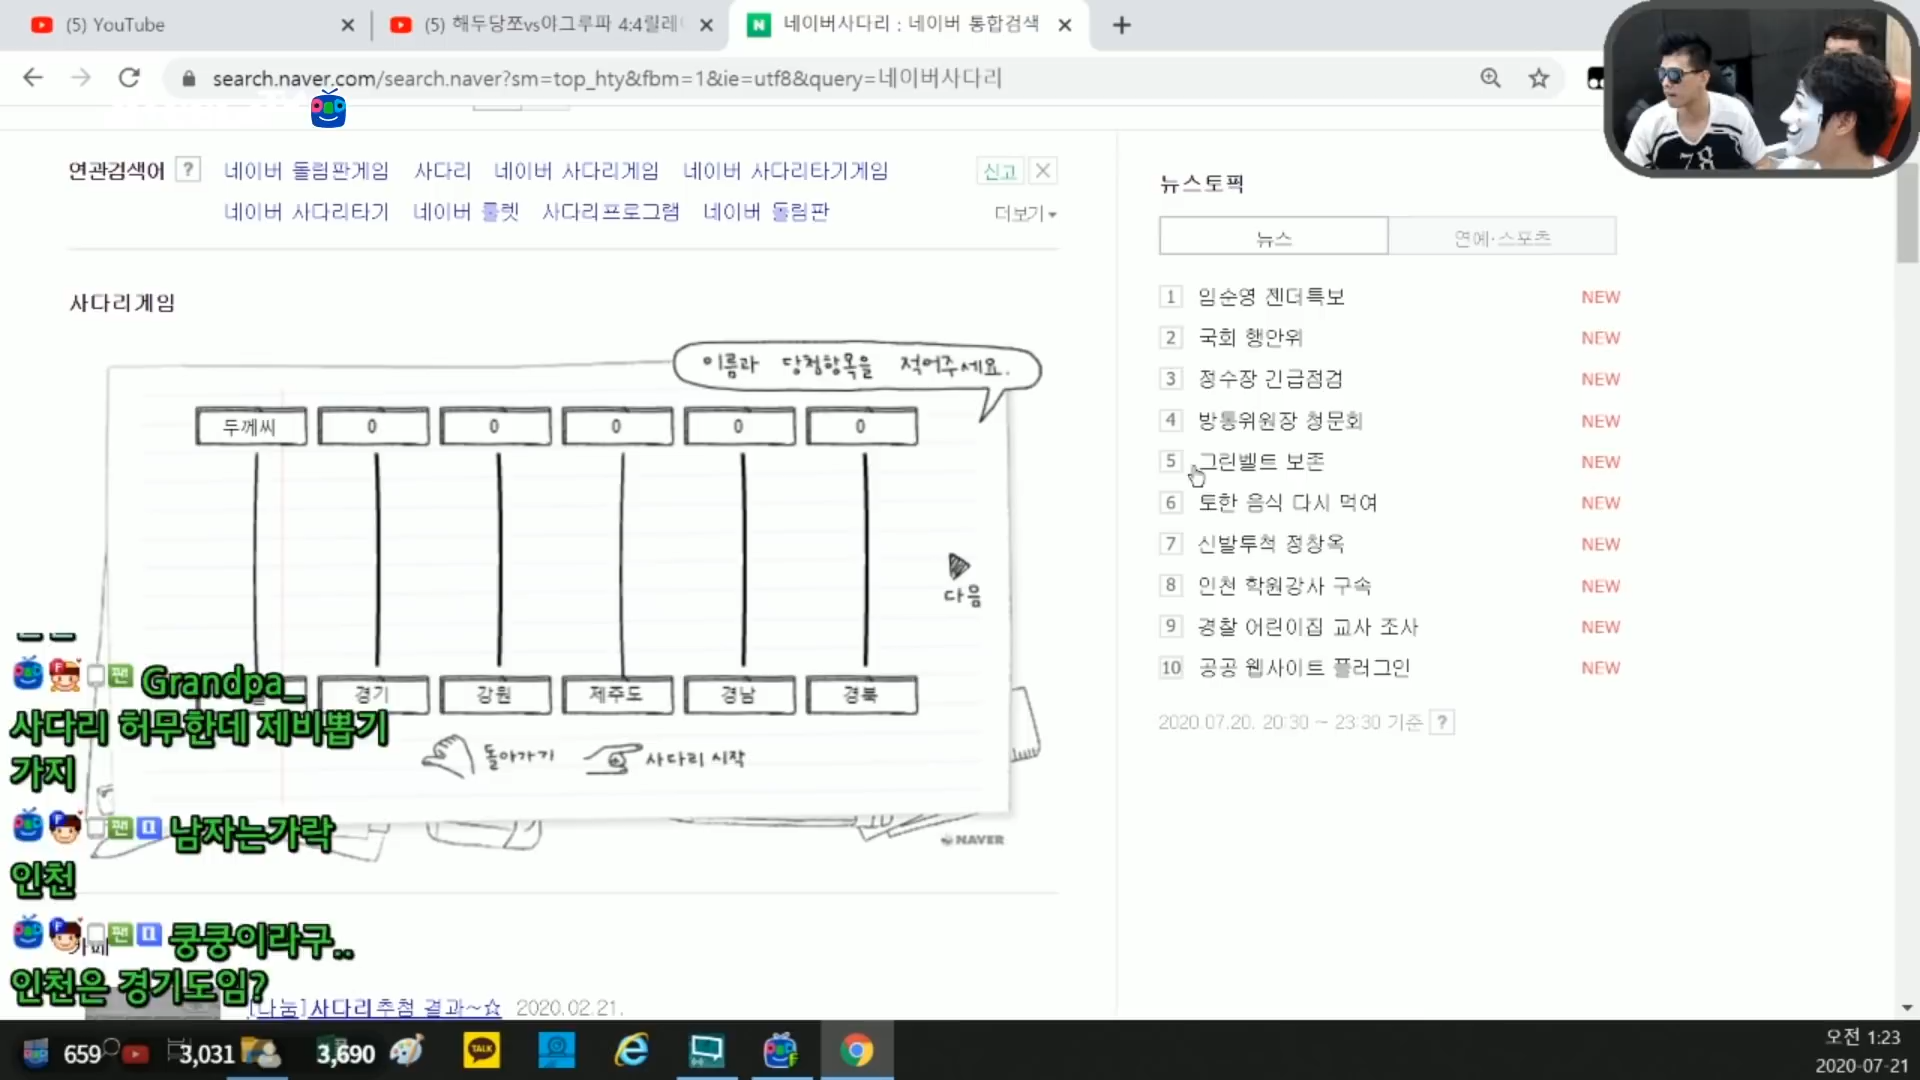 (5) YouTube
(5) 해두당쪼vs야그루파 4:4릴레
네이버사다리 : 네이버 통합검색
search.naver.com/search.naver?sm=top_hty&fbm=1&ie=utf8&query=네이버사다리
연관검색어 ? 네이버 돌림판게임 사다리 네이버 사다리게임 네이버 사다리타기게임 신고
네이버 사다리타기 네이버 룰렛 사다리프로그램 네이버 돌림판 더보기
사다리게임
이름과 당첨항목을 적어주세요.
두께씨 0 0 0 0 0
다음
경기 강원 제주도 경남 경북
돌아가기 사다리 시작
NAVER
뉴스토픽
뉴스 연예·스포츠
1 임순영 젠더특보 NEW
2 국회 행안위 NEW
3 정수장 긴급점검 NEW
4 방통위원장 청문회 NEW
5 그린벨트 보존 NEW
6 토한 음식 다시 먹여 NEW
7 신발투척 정창옥 NEW
8 인천 학원강사 구속 NEW
9 경찰 어린이집 교사 조사 NEW
10 공공 웹사이트 플러그인 NEW
2020.07.20. 20:30 ~ 23:30 기준 ?
78
팬 Grandpa_
사다리 허무한데 제비뽑기
가지
팬 남자는가락
인천
팬 쿵쿵이라구..
인천은 경기도임?
[나눔]사다리추첨 결과~☆ 2020.02.21.
659 3,031 3,690 TALK
오전 1:23
2020-07-21